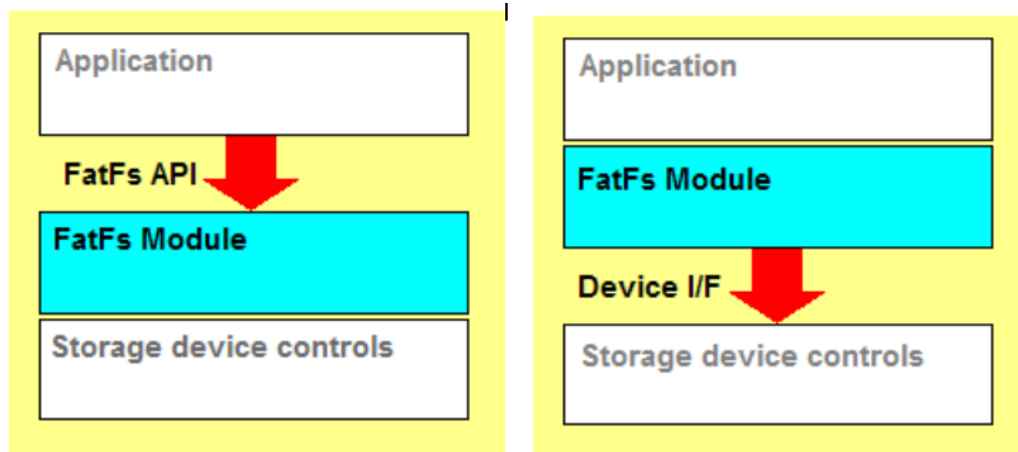 Application
FatFs API
FatFs Module
Storage device controls
Application
FatFs Module
Device I/F
Storage device controls